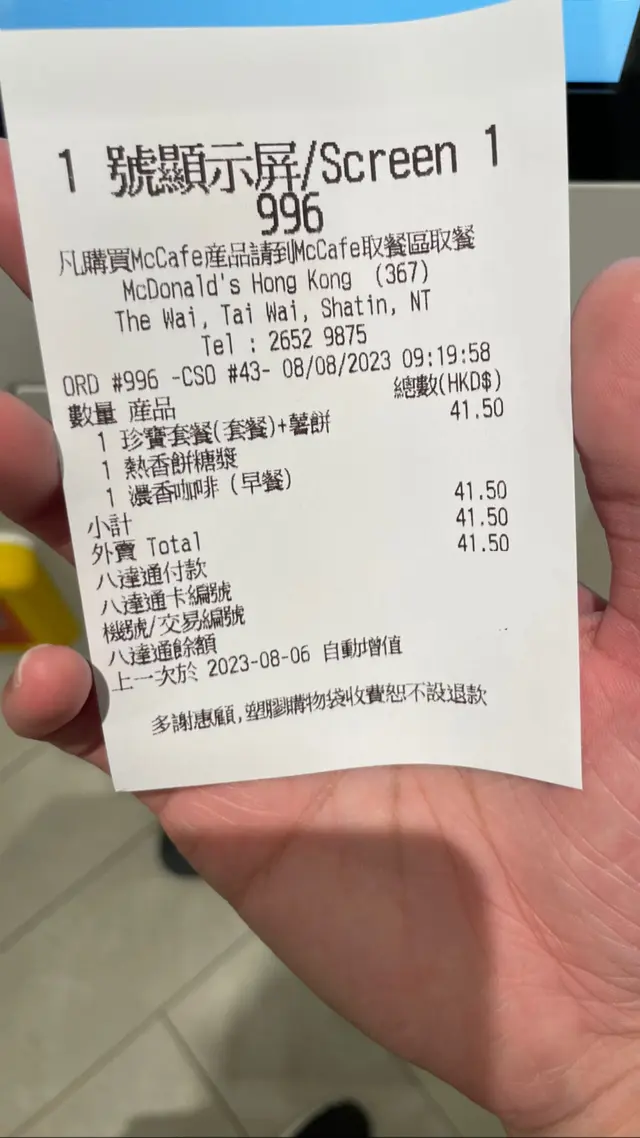 1 號顯示屏/Screen 1
996
凡購買McCafe産品請到McCafe取餐區取餐
McDonald's Hong Kong (367)
The Wai, Tai Wai, Shatin, NT
Tel : 2652 9875
ORD #996 -CSO #43- 08/08/2023 09:19:58
數量 産品 總數(HKD$)
1 珍寶套餐(套餐)+薯餅 41.50
1 熱香餅糖漿
1 濃香咖啡 (早餐)
小計 41.50
外賣 Total 41.50
八達通付款 41.50
八達通卡編號
機號/交易編號
八達通餘額
上一次於 2023-08-06 自動增值
多謝惠顧,塑膠購物袋收費恕不設退款